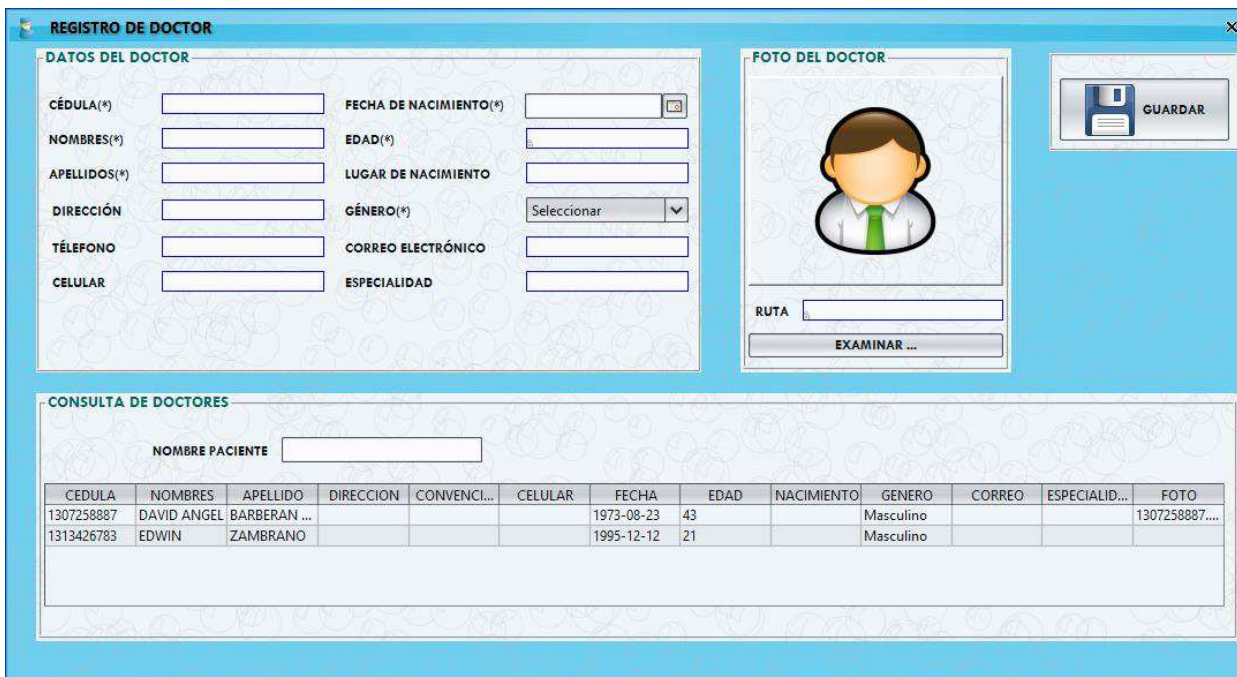 REGISTRO DE DOCTOR
DATOS DEL DOCTOR
CÉDULA(*)
FECHA DE NACIMIENTO(*)
NOMBRES(*)
EDAD(*)
APELLIDOS(*)
LUGAR DE NACIMIENTO
DIRECCIÓN
GÉNERO(*)
Seleccionar
TÉLEFONO
CORREO ELECTRÓNICO
CELULAR
ESPECIALIDAD
FOTO DEL DOCTOR
RUTA
EXAMINAR ...
GUARDAR
CONSULTA DE DOCTORES
NOMBRE PACIENTE
CEDULA NOMBRES APELLIDO DIRECCION CONVENCI... CELULAR FECHA EDAD NACIMIENTO GENERO CORREO ESPECIALID... FOTO
1307258887 DAVID ANGEL BARBERAN ... 1973-08-23 43 Masculino 1307258887....
1313426783 EDWIN ZAMBRANO 1995-12-12 21 Masculino